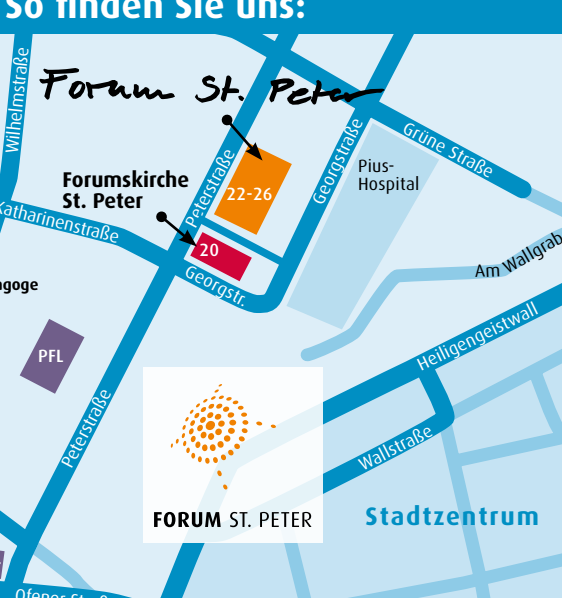 So finden Sie uns:
Wilhelmstraße
Forum St. Peter
Grüne Straße
Peterstraße
Georgstraße
Pius-
Hospital
Forumskirche
St. Peter
22-26
Katharinenstraße
20
Georgstr.
Am Wallgrab
agoge
PFL
Heiligengeistwall
Peterstraße
Wallstraße
FORUM ST. PETER
Stadtzentrum